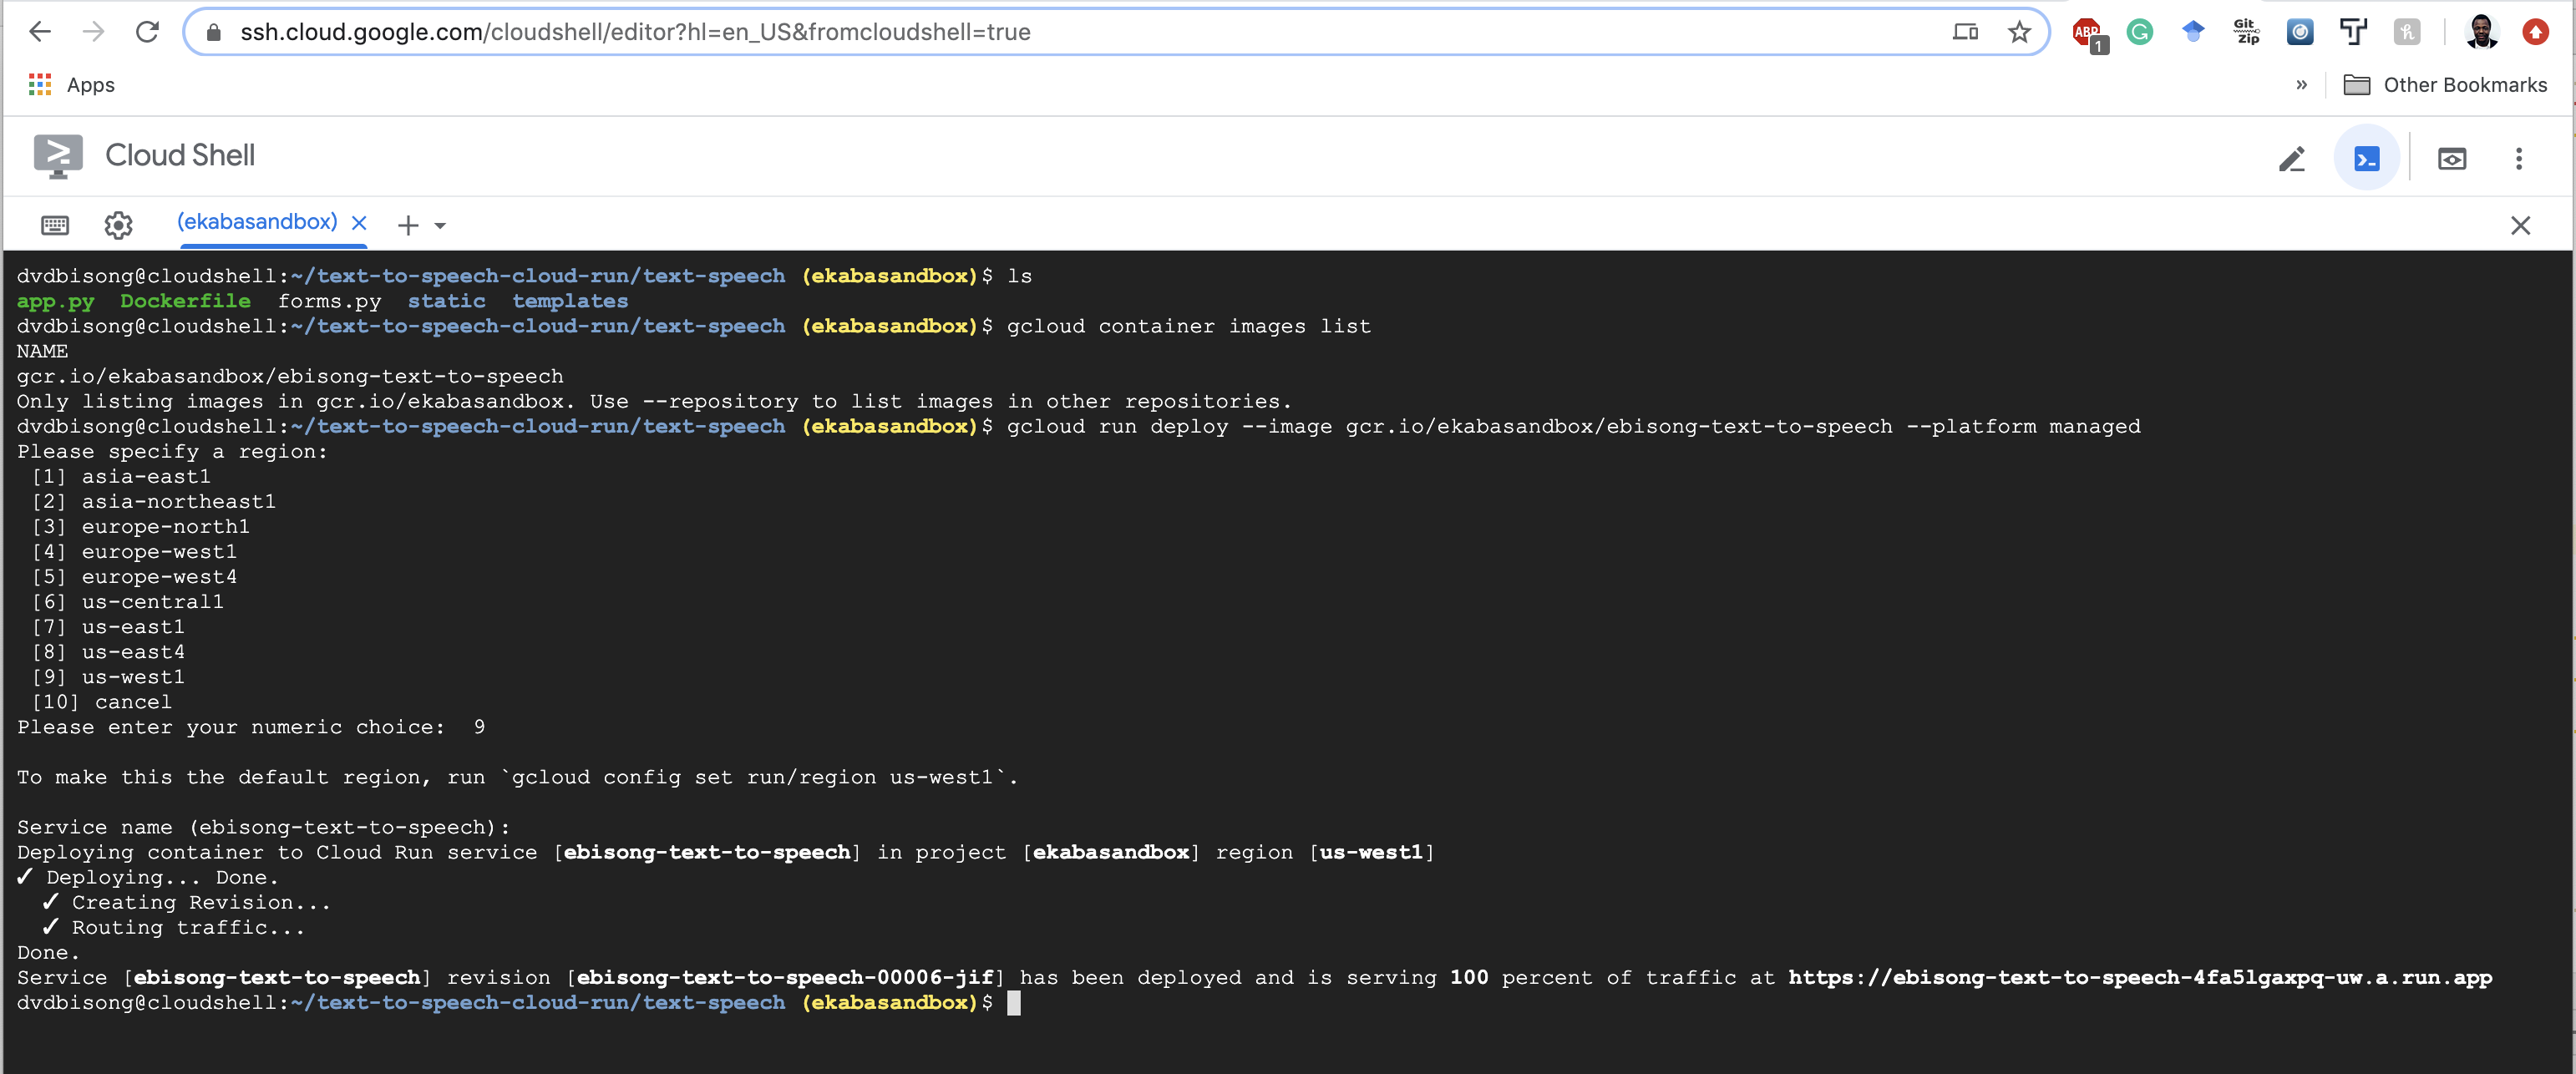 ssh.cloud.google.com/cloudshell/editor?hl=en_US&fromcloudshell=true
ABP
1
G
Git
Zip
Apps
»
Other Bookmarks
Cloud Shell
(ekabasandbox)
dvdbisong@cloudshell:~/text-to-speech-cloud-run/text-speech (ekabasandbox)$ ls
app.py Dockerfile forms.py static templates
dvdbisong@cloudshell:~/text-to-speech-cloud-run/text-speech (ekabasandbox)$ gcloud container images list
NAME
gcr.io/ekabasandbox/ebisong-text-to-speech
Only listing images in gcr.io/ekabasandbox. Use --repository to list images in other repositories.
dvdbisong@cloudshell:~/text-to-speech-cloud-run/text-speech (ekabasandbox)$ gcloud run deploy --image gcr.io/ekabasandbox/ebisong-text-to-speech --platform managed
Please specify a region:
[1] asia-east1
[2] asia-northeast1
[3] europe-north1
[4] europe-west1
[5] europe-west4
[6] us-central1
[7] us-east1
[8] us-east4
[9] us-west1
[10] cancel
Please enter your numeric choice: 9
To make this the default region, run `gcloud config set run/region us-west1`.
Service name (ebisong-text-to-speech):
Deploying container to Cloud Run service [ebisong-text-to-speech] in project [ekabasandbox] region [us-west1]
✓ Deploying... Done.
✓ Creating Revision...
✓ Routing traffic...
Done.
Service [ebisong-text-to-speech] revision [ebisong-text-to-speech-00006-jif] has been deployed and is serving 100 percent of traffic at https://ebisong-text-to-speech-4fa5lgaxpq-uw.a.run.app
dvdbisong@cloudshell:~/text-to-speech-cloud-run/text-speech (ekabasandbox)$